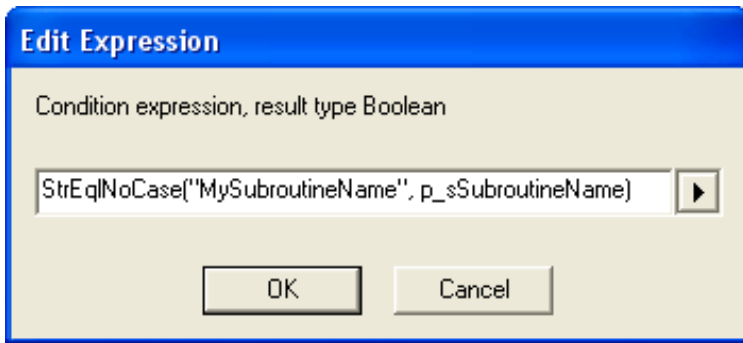 Edit Expression
Condition expression, result type Boolean
StrEqlNoCase("MySubroutineName", p_sSubroutineName)
OK Cancel